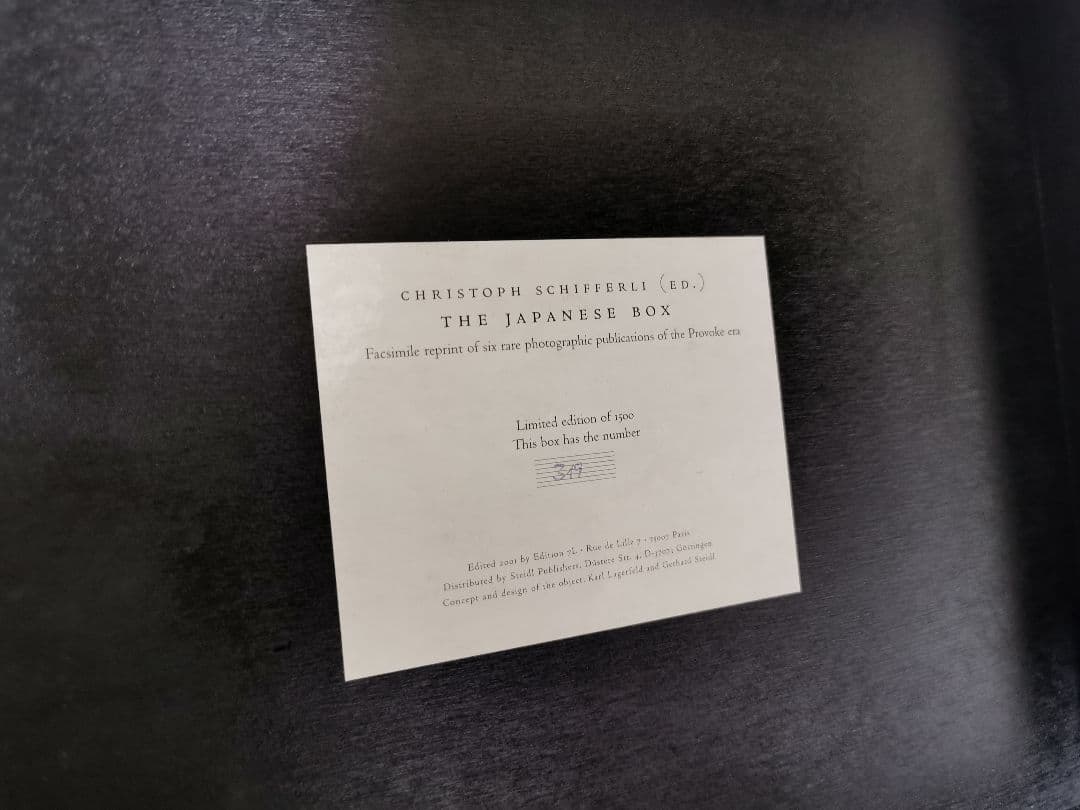 CHRISTOPH SCHIFFERLI (ED.)
THE JAPANESE BOX
Facsimile reprint of six rare photographic publications of the Provoke era
Limited edition of 1500
This box has the number
319
Edited 2001 by Edition 7L · Rue de Lille 7 · 75007 Paris
Distributed by Steidl Publishers, Düstere Str. 4, D-37073 Göttingen
Concept and design of the object: Karl Lagerfeld and Gerhard Steidl